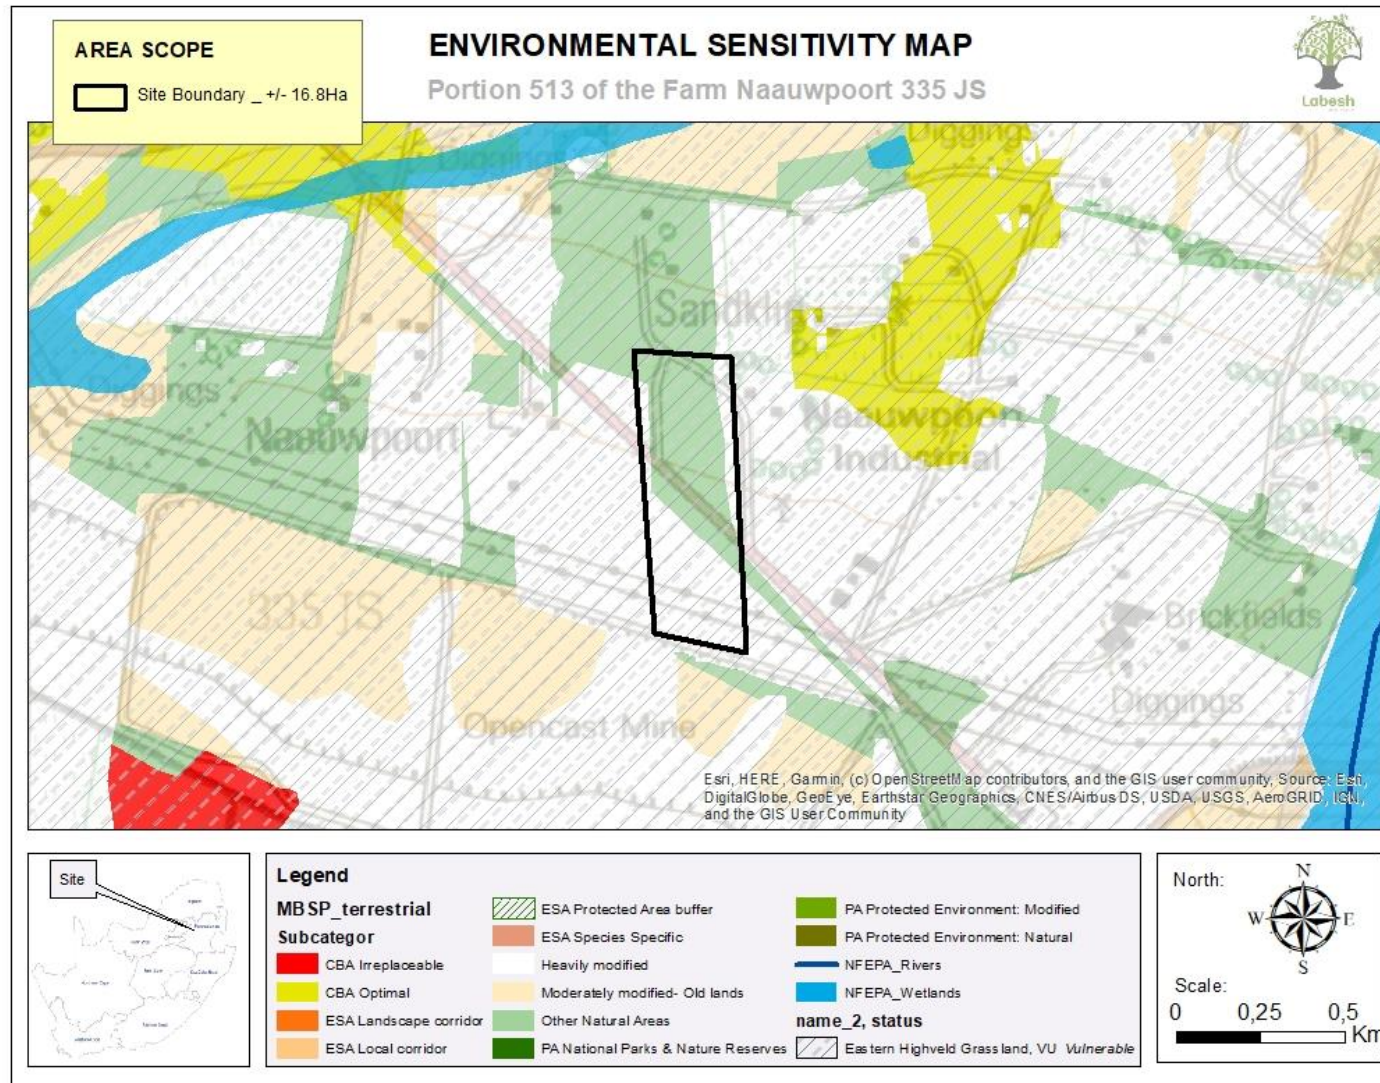 AREA SCOPE
Site Boundary _ +/- 16.8Ha
ENVIRONMENTAL SENSITIVITY MAP
Portion 513 of the Farm Naauwpoort 335 JS
Labesh
Diggings
Diggings
Sandklip
Diggings
Naauwpoort
Naauwpoort
Industrial
335 JS
Brickfields
Diggings
Opencast Mine
Esri, HERE, Garmin, (c) OpenStreetMap contributors, and the GIS user community, Source: Esri,
DigitalGlobe, GeoEye, Earthstar Geographics, CNES/Airbus DS, USDA, USGS, AeroGRID, IGN,
and the GIS User Community
Site
Legend
MBSP_terrestrial
Subcategor
CBA Irreplaceable
CBA Optimal
ESA Landscape corridor
ESA Local corridor
ESA Protected Area buffer
ESA Species Specific
Heavily modified
Moderately modified- Old lands
Other Natural Areas
PA National Parks & Nature Reserves
PA Protected Environment: Modified
PA Protected Environment: Natural
NFEPA_Rivers
NFEPA_Wetlands
name_2, status
Eastern Highveld Grassland, VU Vulnerable
North:
N
W E
S
Scale:
0 0,25 0,5
Km